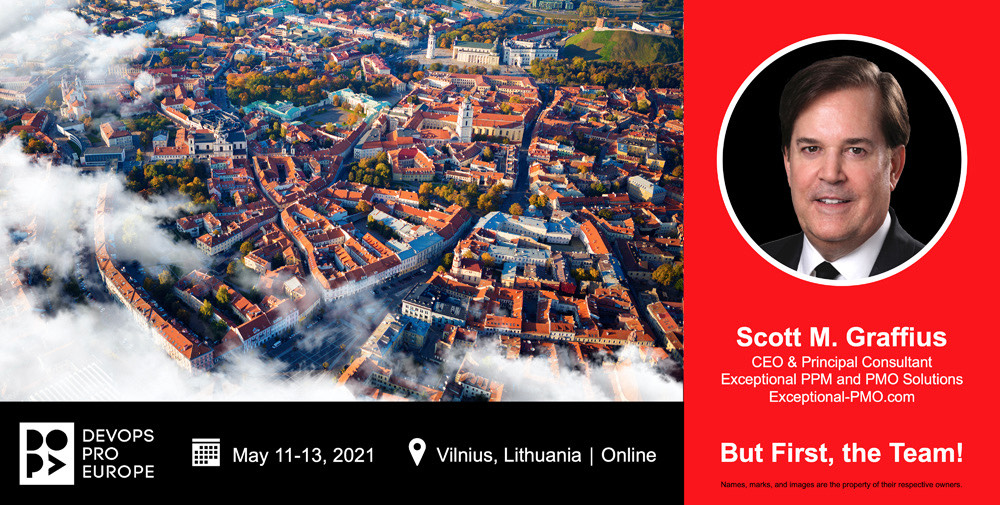 DEVOPS
PRO
EUROPE
May 11-13, 2021
Vilnius, Lithuania | Online
Scott M. Graffius
CEO & Principal Consultant
Exceptional PPM and PMO Solutions
Exceptional-PMO.com
But First, the Team!
Names, marks, and images are the property of their respective owners.